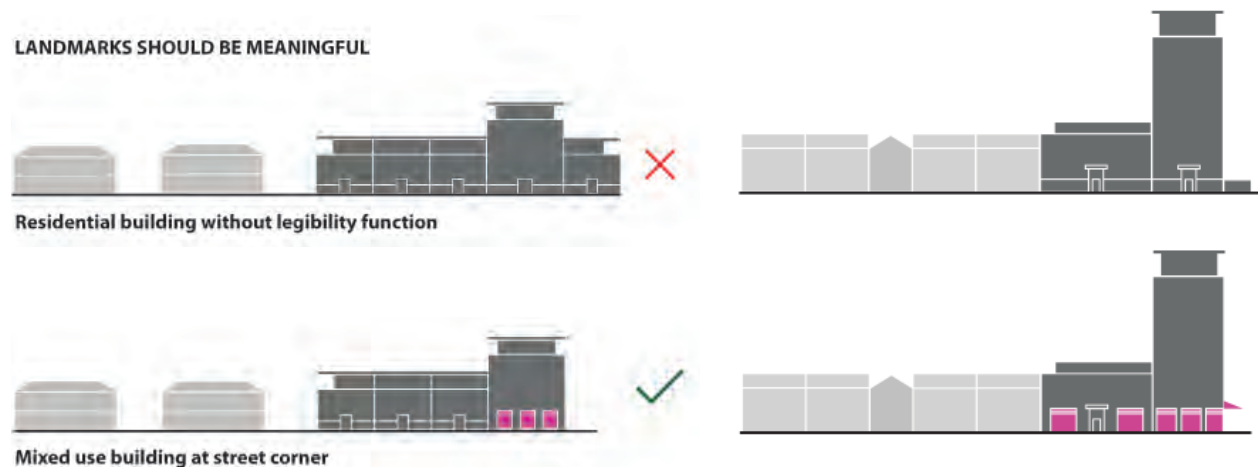 LANDMARKS SHOULD BE MEANINGFUL
Residential building without legibility function
Mixed use building at street corner